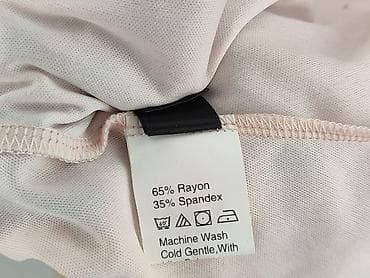 65% Rayon
35% Spandex
Machine Wash
Cold Gentle,With